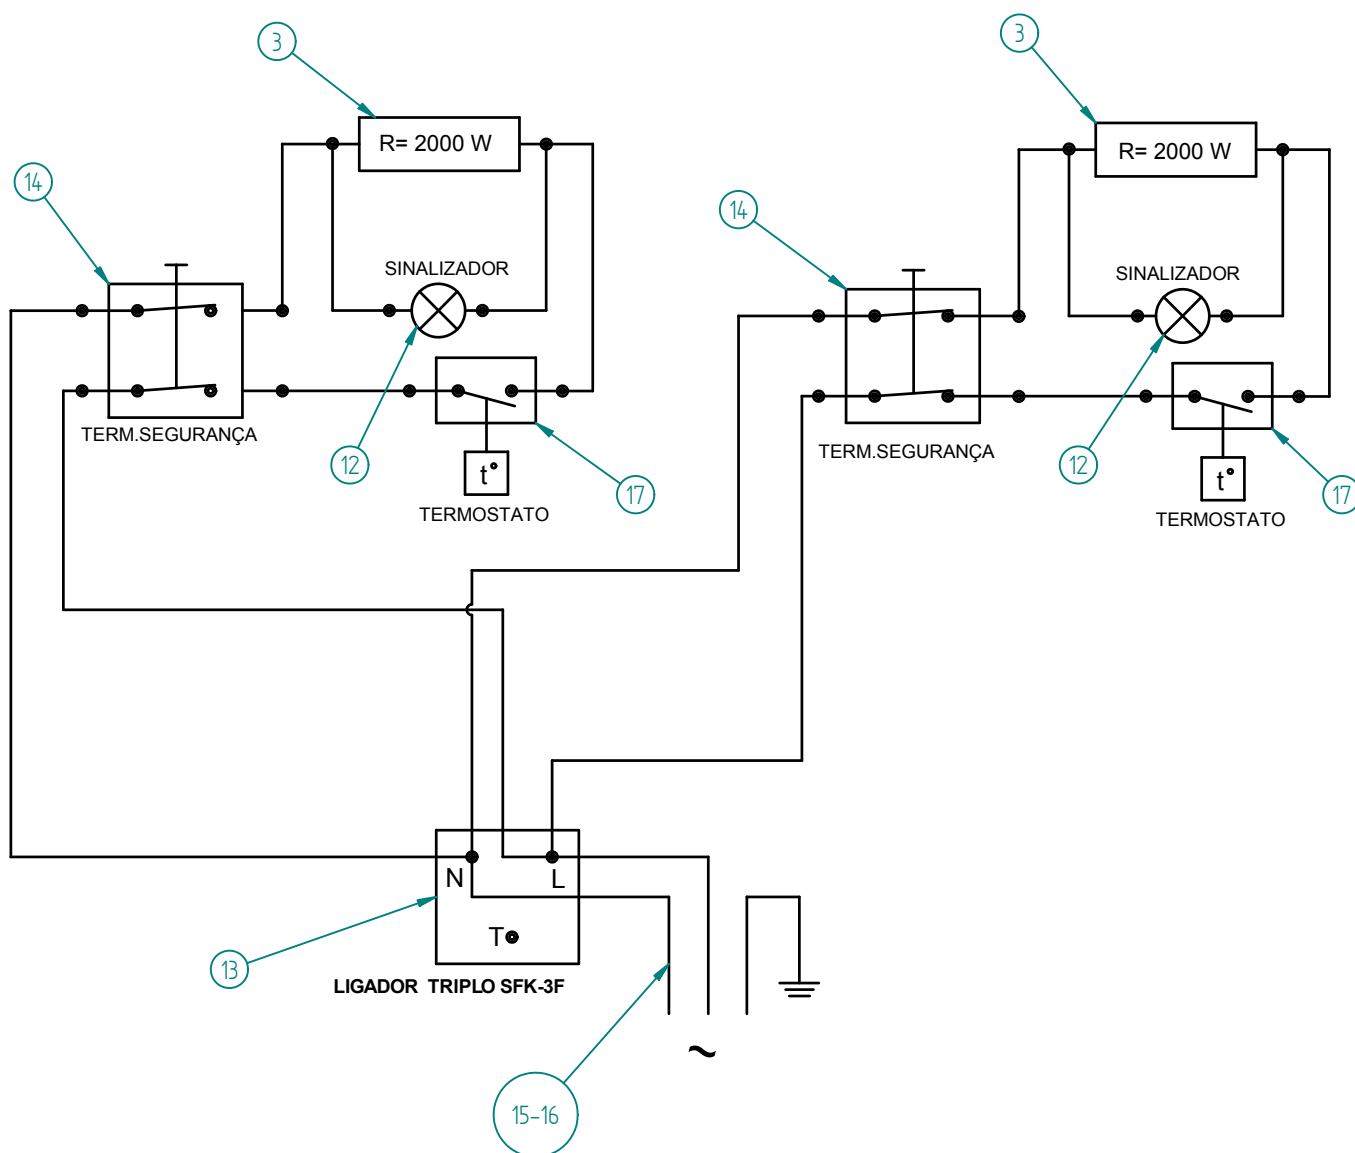 3
3
R= 2000 W
R= 2000 W
14
14
SINALIZADOR
SINALIZADOR
TERM.SEGURANÇA
TERM.SEGURANÇA
12
12
t°
t°
17
17
TERMOSTATO
TERMOSTATO
N
L
T
13
LIGADOR TRIPLO SFK-3F
~
15-16